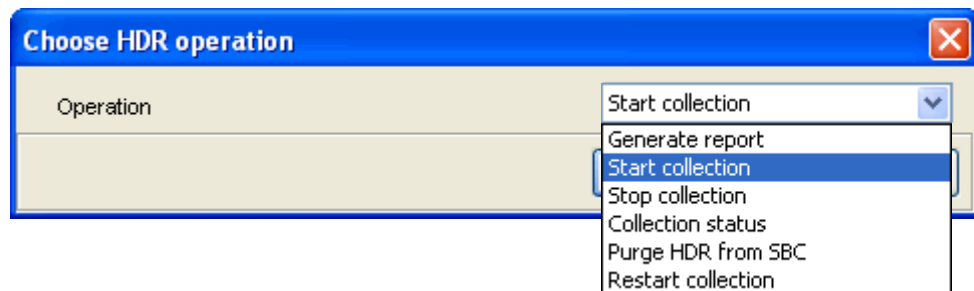 Choose HDR operation
Operation
Start collection
Generate report
Start collection
Stop collection
Collection status
Purge HDR from SBC
Restart collection